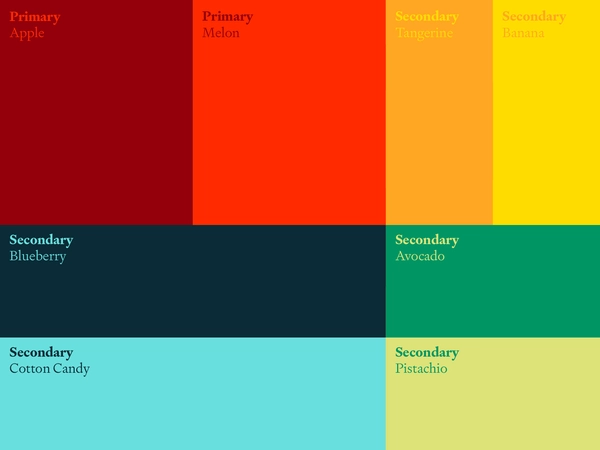 Primary
Apple
Primary
Melon
Secondary
Tangerine
Secondary
Banana
Secondary
Blueberry
Secondary
Avocado
Secondary
Cotton Candy
Secondary
Pistachio